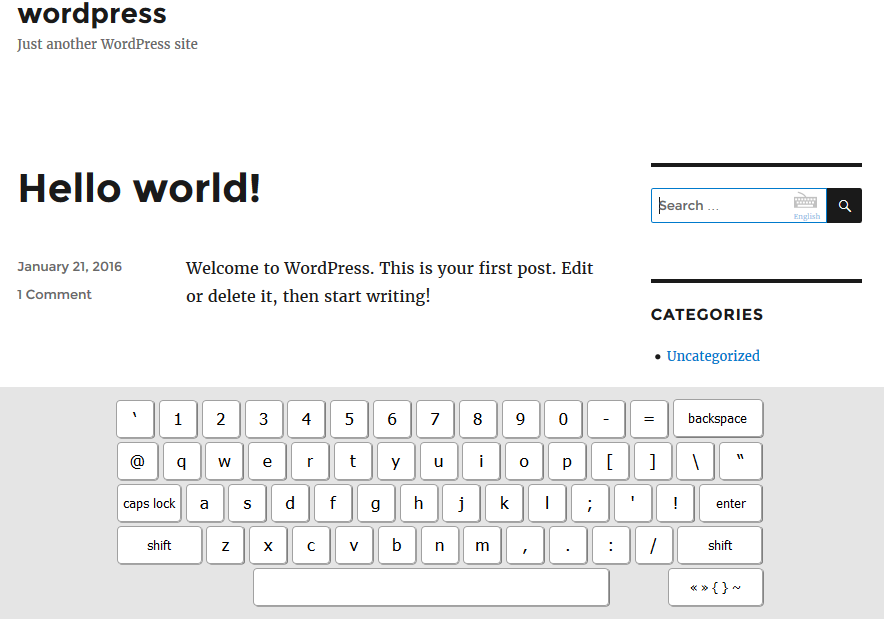 wordpress
Just another WordPress site
Hello world!
January 21, 2016
1 Comment
Welcome to WordPress. This is your first post. Edit
or delete it, then start writing!
Search …
English
CATEGORIES
Uncategorized
` 1 2 3 4 5 6 7 8 9 0 - = backspace
@ q w e r t y u i o p [ ] \ “
caps lock a s d f g h j k l ; ' ! enter
shift z x c v b n m , . : / shift
« » { } ~